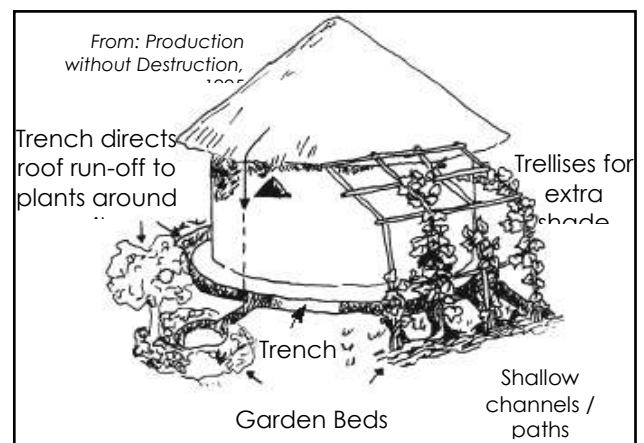 From: Production
without Destruction,
Trench directs
roof run-off to
plants around
Trellises for
extra
shade
Trench
Shallow
channels /
paths
Garden Beds